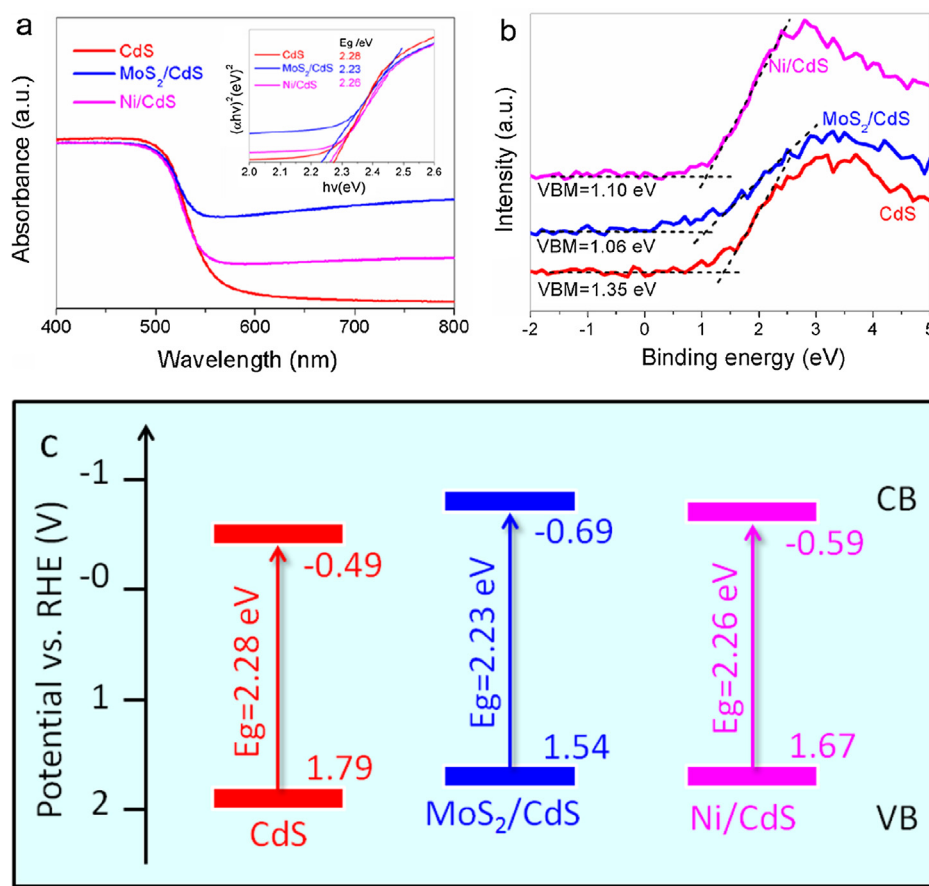 a
CdS
MoS₂/CdS
Ni/CdS
Absorbance (a.u.)
Wavelength (nm)
400 500 600 700 800
Eg /eV
CdS 2.28
MoS₂/CdS 2.23
Ni/CdS 2.26
(αhν)²(eV)²
2.0 2.1 2.2 2.3 2.4 2.5 2.6
hν(eV)
b
Ni/CdS
MoS₂/CdS
CdS
VBM=1.10 eV
VBM=1.06 eV
VBM=1.35 eV
Intensity (a.u.)
-2 -1 0 1 2 3 4 5
Binding energy (eV)
c
Potential vs. RHE (V)
-1
-0
1
2
CB
-0.49
-0.69
-0.59
Eg=2.28 eV
Eg=2.23 eV
Eg=2.26 eV
1.79
1.54
1.67
CdS
MoS₂/CdS
Ni/CdS
VB